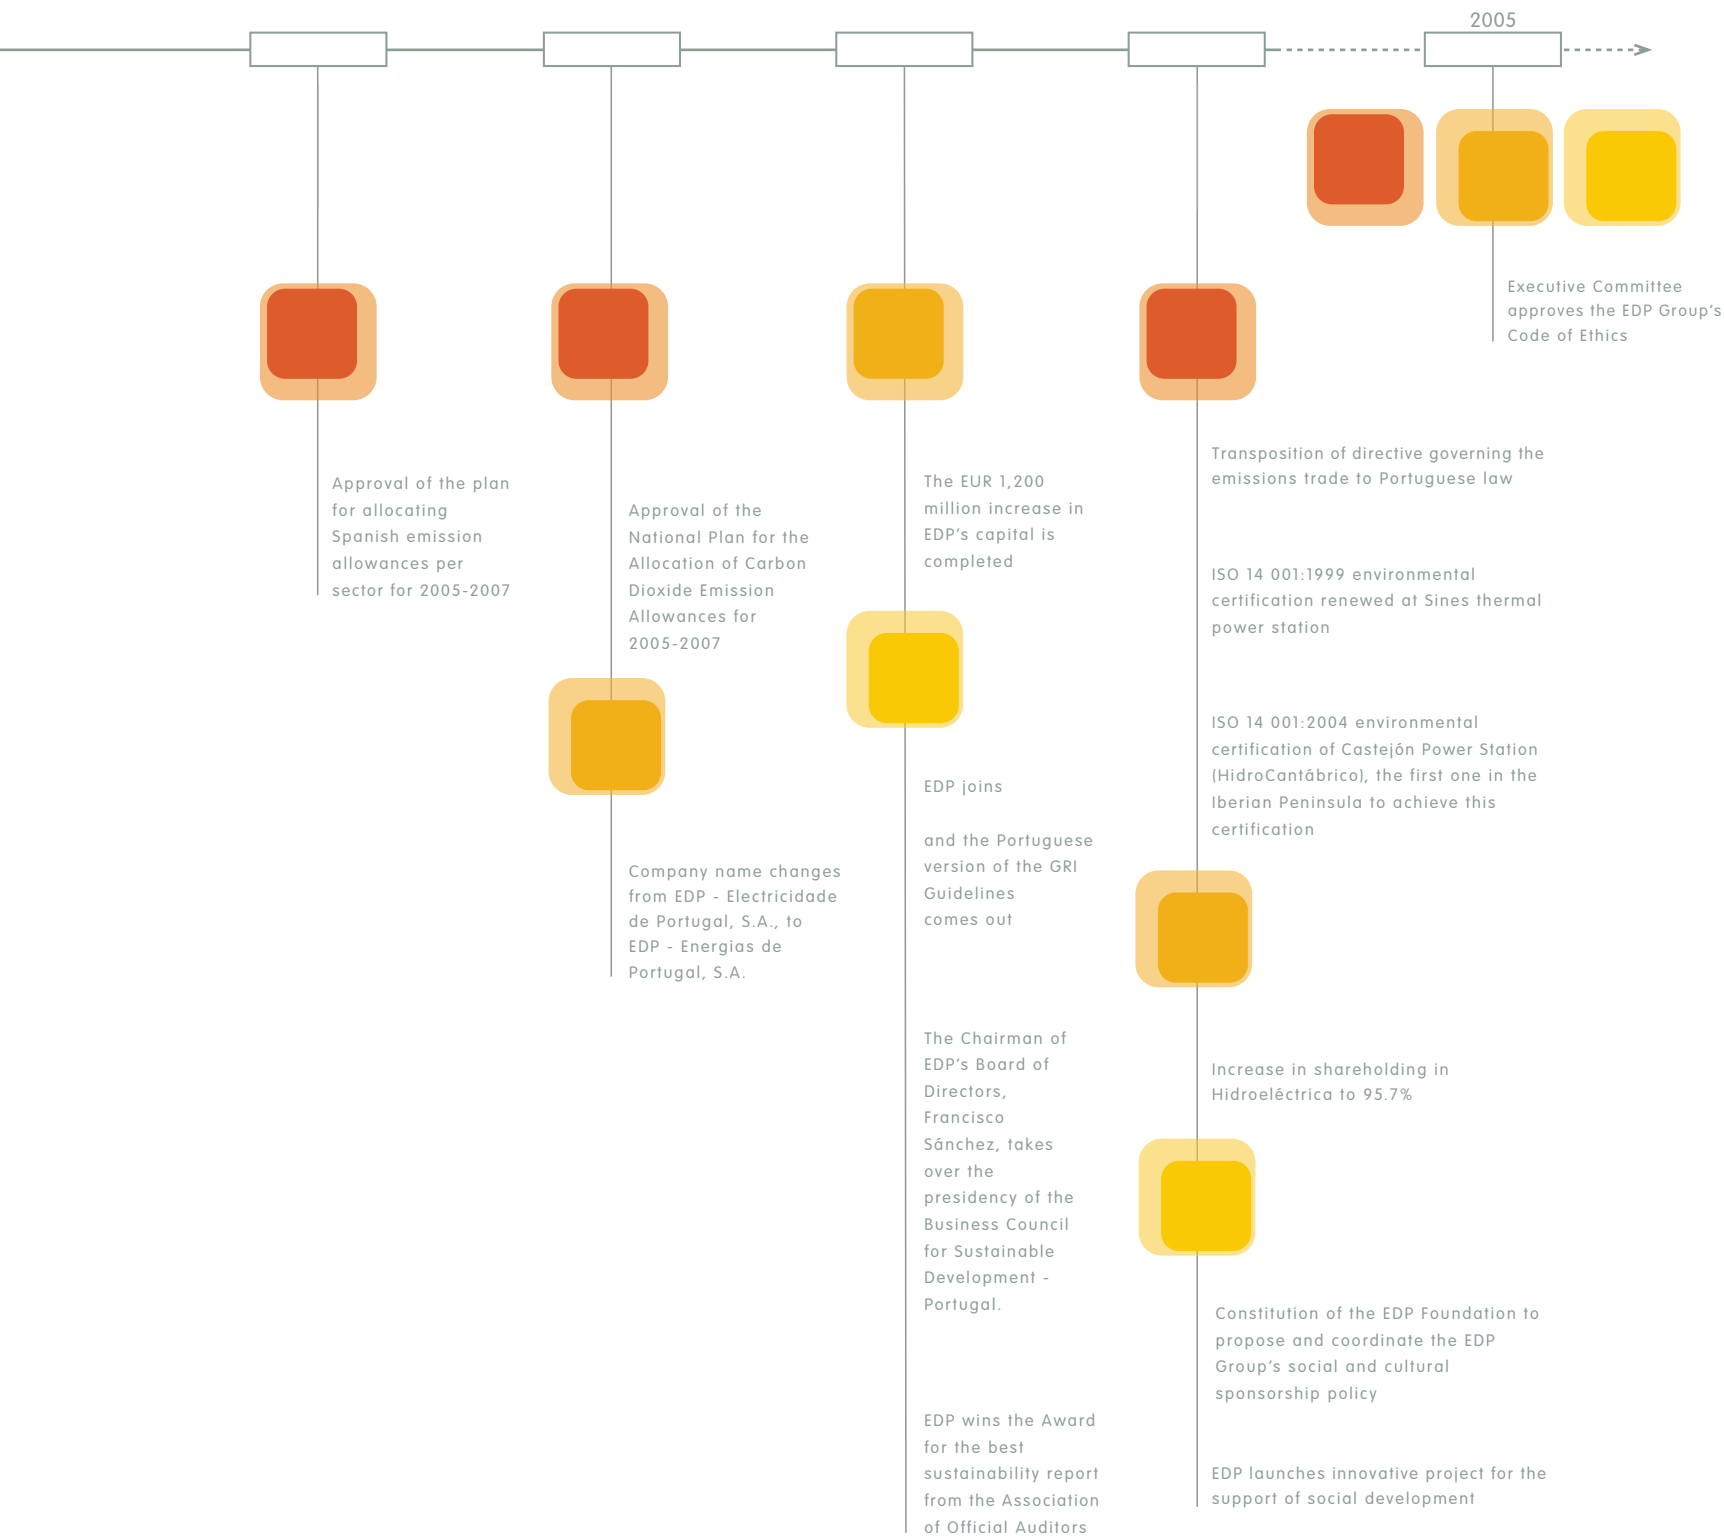 2005
Executive Committee
approves the EDP Group's
Code of Ethics
Approval of the plan
for allocating
Spanish emission
allowances per
sector for 2005-2007
Approval of the
National Plan for the
Allocation of Carbon
Dioxide Emission
Allowances for
2005-2007
Company name changes
from EDP - Electricidade
de Portugal, S.A., to
EDP - Energias de
Portugal, S.A.
The EUR 1,200
million increase in
EDP's capital is
completed
EDP joins
and the Portuguese
version of the GRI
Guidelines
comes out
The Chairman of
EDP's Board of
Directors,
Francisco
Sánchez, takes
over the
presidency of the
Business Council
for Sustainable
Development -
Portugal.
EDP wins the Award
for the best
sustainability report
from the Association
of Official Auditors
Transposition of directive governing the
emissions trade to Portuguese law
ISO 14 001:1999 environmental
certification renewed at Sines thermal
power station
ISO 14 001:2004 environmental
certification of Castejón Power Station
(HidroCantábrico), the first one in the
Iberian Peninsula to achieve this
certification
Increase in shareholding in
Hidroeléctrica to 95.7%
Constitution of the EDP Foundation to
propose and coordinate the EDP
Group's social and cultural
sponsorship policy
EDP launches innovative project for the
support of social development